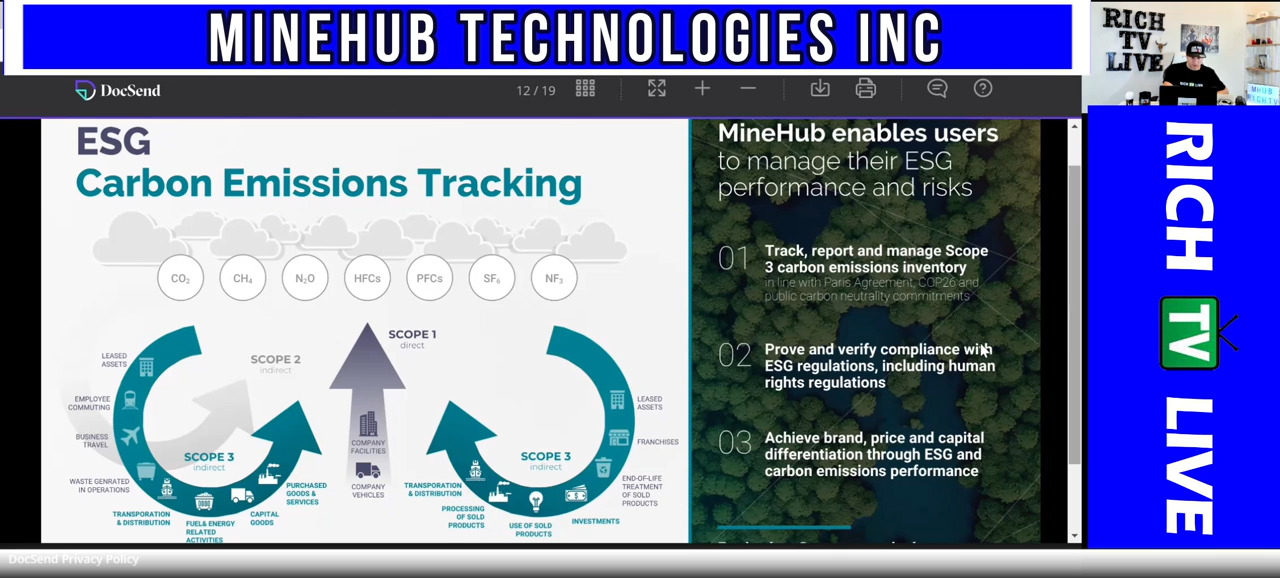 MINEHUB TECHNOLOGIES INC
RICH
TV
LIVE
DocSend
12 / 19
ESG
Carbon Emissions Tracking
CO₂
CH₄
N₂O
HFCs
PFCs
SF₆
NF₃
SCOPE 1
direct
SCOPE 2
indirect
LEASED
ASSETS
EMPLOYEE
COMMUTING
BUSINESS
TRAVEL
WASTE GENRATED
IN OPERATIONS
SCOPE 3
indirect
TRANSPORATION
& DISTRIBUTION
FUEL& ENERGY
RELATED
ACTIVITIES
CAPITAL
GOODS
PURCHASED
GOODS &
SERVICES
COMPANY
FACILITIES
COMPANY
VEHICLES
TRANSPORATION
& DISTRIBUTION
PROCESSING
OF SOLD
PRODUCTS
USE OF SOLD
PRODUCTS
INVESTMENTS
SCOPE 3
indirect
END-OF-LIFE
TREATMENT
OF SOLD
PRODUCTS
FRANCHISES
LEASED
ASSETS
MineHub enables users
to manage their ESG
performance and risks
01
Track, report and manage Scope
3 carbon emissions inventory
in line with Paris Agreement, COP26 and
public carbon neutrality commitments
02
Prove and verify compliance with
ESG regulations, including human
rights regulations
03
Achieve brand, price and capital
differentiation through ESG and
carbon emissions performance
RICH TV LIVE
DocSend Privacy Policy